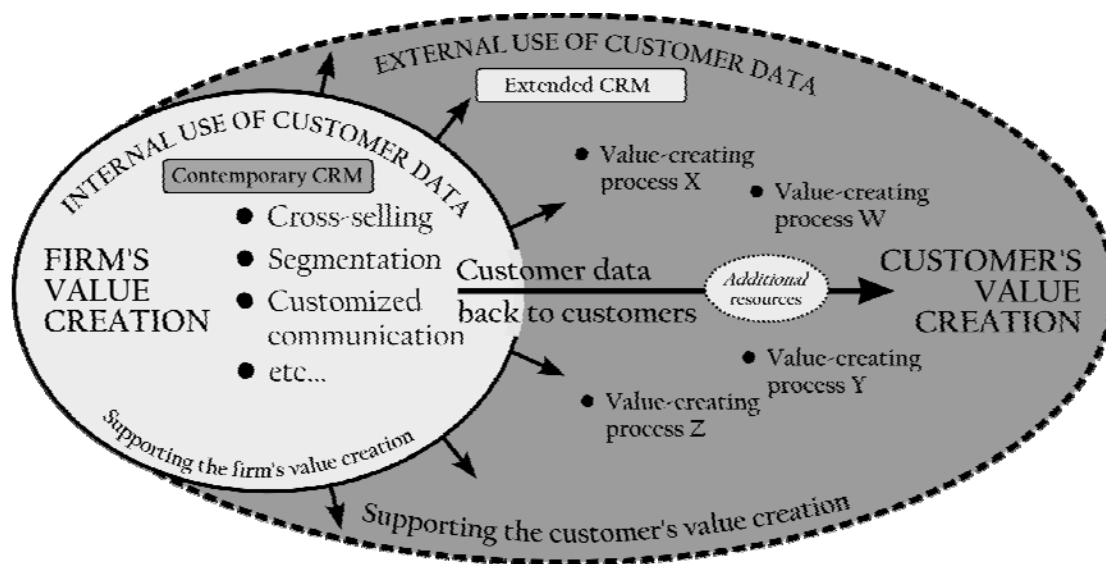 EXTERNAL USE OF CUSTOMER DATA
Extended CRM
INTERNAL USE OF CUSTOMER DATA
Contemporary CRM
● Cross-selling
● Segmentation
● Customized
communication
● etc...
FIRM'S
VALUE
CREATION
Supporting the firm's value creation
● Value-creating
process X
● Value-creating
process W
Customer data
back to customers
Additional
resources
CUSTOMER'S
VALUE
CREATION
● Value-creating
process Y
● Value-creating
process Z
Supporting the customer's value creation